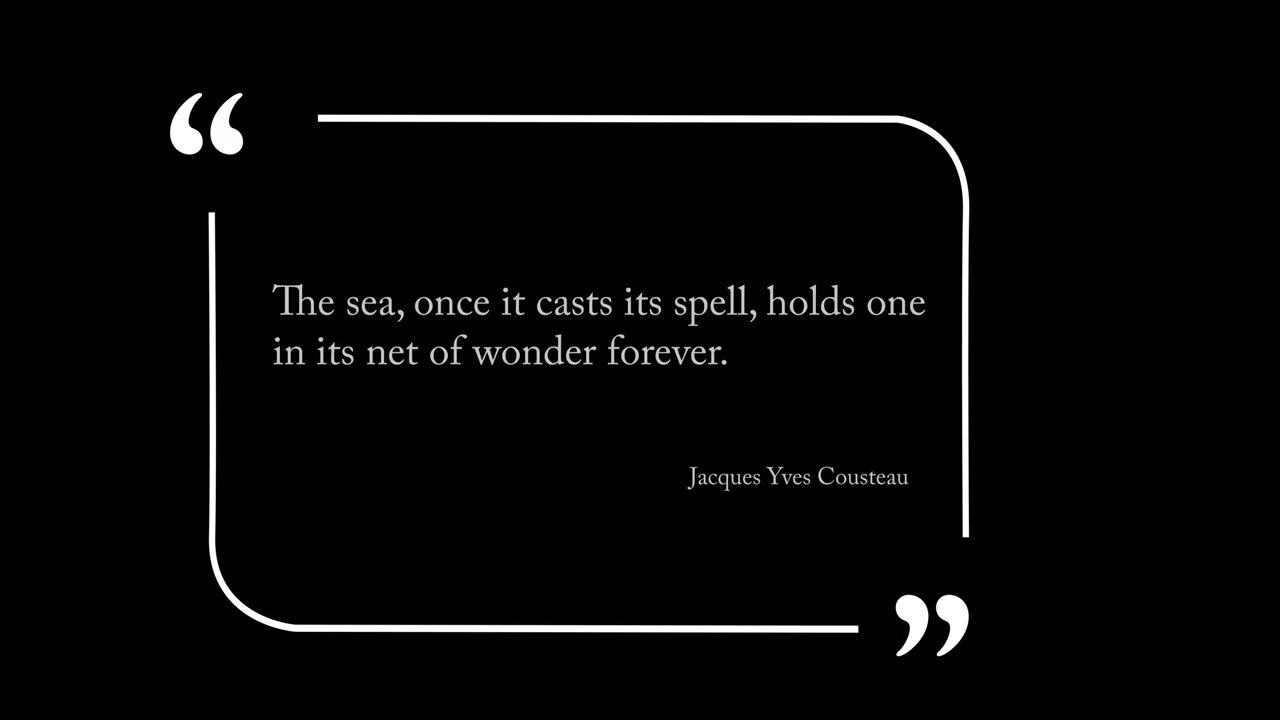 “
The sea, once it casts its spell, holds one
in its net of wonder forever.
Jacques Yves Cousteau
”